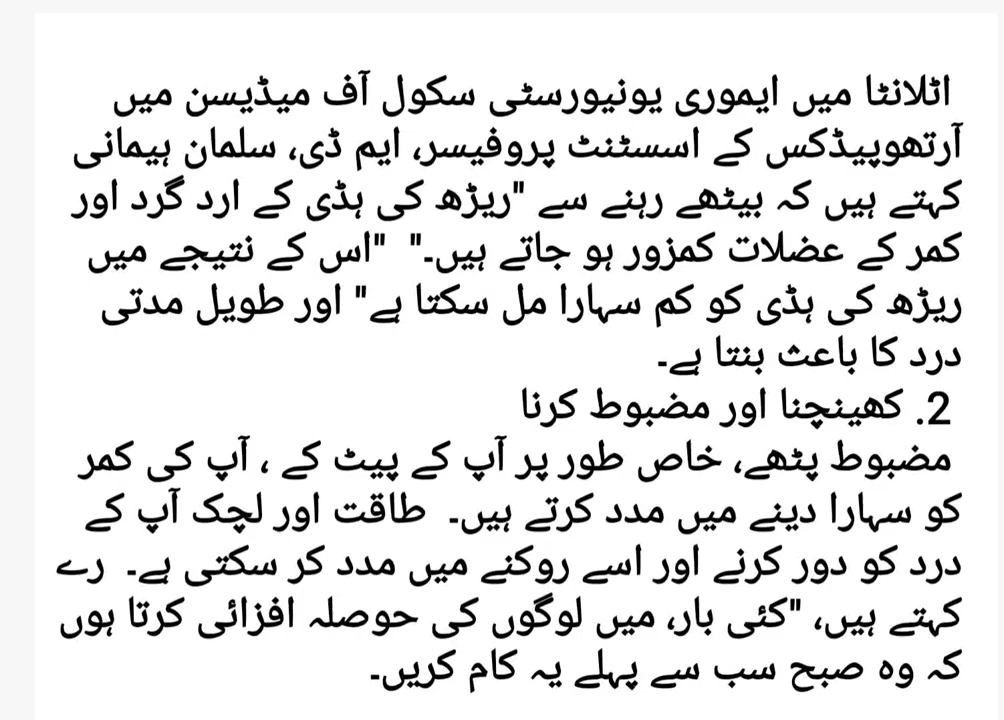 اٹلانٹا میں ایموری یونیورسٹی سکول آف میڈیسن میں
آرتھوپیڈکس کے اسسٹنٹ پروفیسر، ایم ڈی، سلمان ہیمانی
کہتے ہیں کہ بیٹھے رہنے سے "ریڑھ کی ہڈی کے ارد گرد اور
کمر کے عضلات کمزور ہو جاتے ہیں۔" "اس کے نتیجے میں
ریڑھ کی ہڈی کو کم سہارا مل سکتا ہے" اور طویل مدتی
درد کا باعث بنتا ہے۔
2. کھینچنا اور مضبوط کرنا
مضبوط پٹھے، خاص طور پر آپ کے پیٹ کے ، آپ کی کمر
کو سہارا دینے میں مدد کرتے ہیں۔ طاقت اور لچک آپ کے
درد کو دور کرنے اور اسے روکنے میں مدد کر سکتی ہے۔ رے
کہتے ہیں، "کئی بار، میں لوگوں کی حوصلہ افزائی کرتا ہوں
کہ وہ صبح سب سے پہلے یہ کام کریں۔